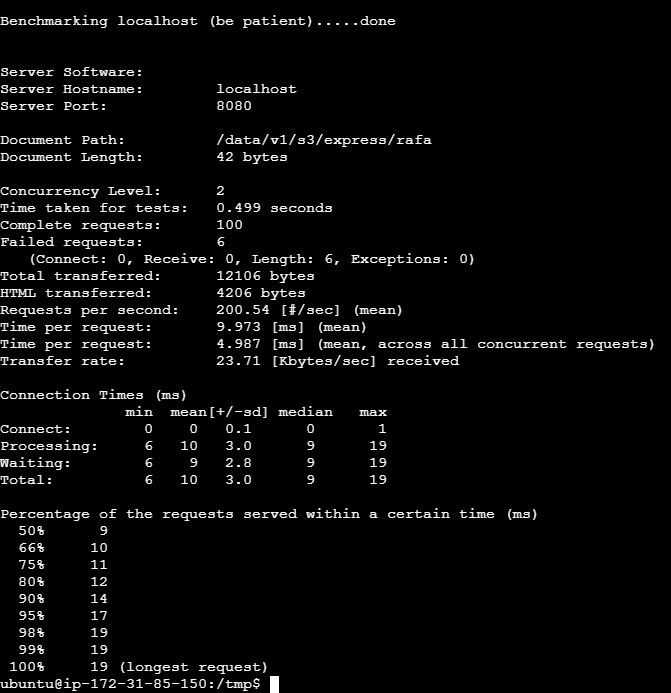 Benchmarking localhost (be patient).....done
Server Software:
Server Hostname:        localhost
Server Port:            8080
Document Path:          /data/v1/s3/express/rafa
Document Length:        42 bytes
Concurrency Level:      2
Time taken for tests:   0.499 seconds
Complete requests:      100
Failed requests:        6
   (Connect: 0, Receive: 0, Length: 6, Exceptions: 0)
Total transferred:      12106 bytes
HTML transferred:       4206 bytes
Requests per second:    200.54 [#/sec] (mean)
Time per request:       9.973 [ms] (mean)
Time per request:       4.987 [ms] (mean, across all concurrent requests)
Transfer rate:          23.71 [Kbytes/sec] received
Connection Times (ms)
              min  mean[+/-sd] median   max
Connect:        0    0   0.1      0       1
Processing:     6   10   3.0      9      19
Waiting:        6    9   2.8      9      19
Total:          6   10   3.0      9      19
Percentage of the requests served within a certain time (ms)
  50%      9
  66%     10
  75%     11
  80%     12
  90%     14
  95%     17
  98%     19
  99%     19
 100%     19 (longest request)
ubuntu@ip-172-31-85-150:/tmp$